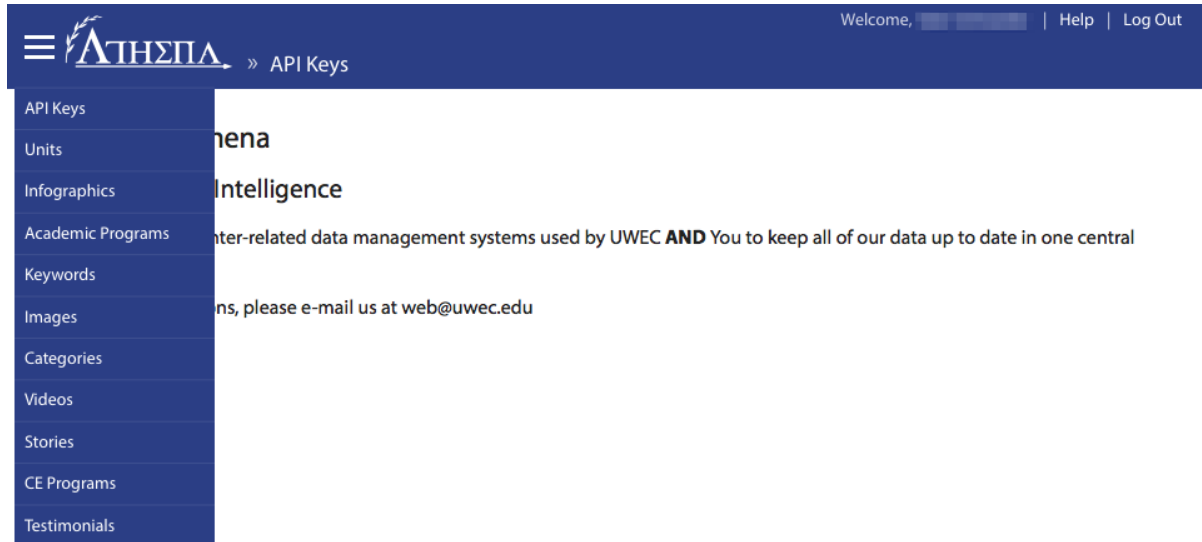 Welcome, | Help | Log Out
ΑΤΗΣΠΑ » API Keys
API Keys
Units
Infographics
Academic Programs
Keywords
Images
Categories
Videos
Stories
CE Programs
Testimonials
hena
Intelligence
nter-related data management systems used by UWEC AND You to keep all of our data up to date in one central
ns, please e-mail us at web@uwec.edu